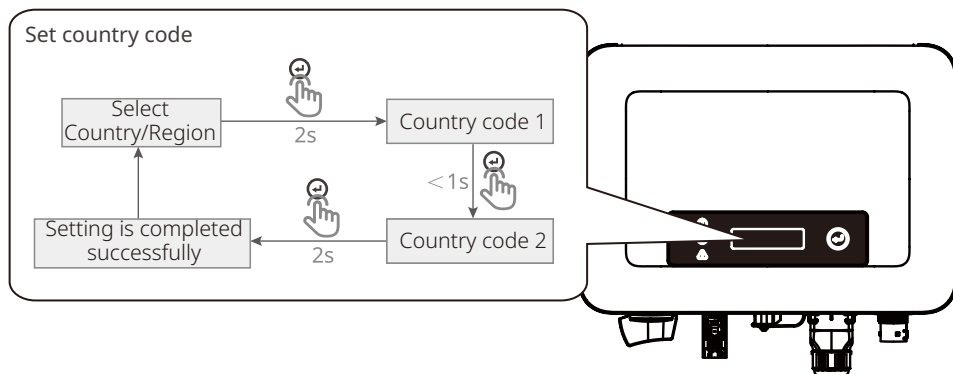 Set country code
Select
Country/Region
2s
Country code 1
<1s
Country code 2
2s
Setting is completed
successfully